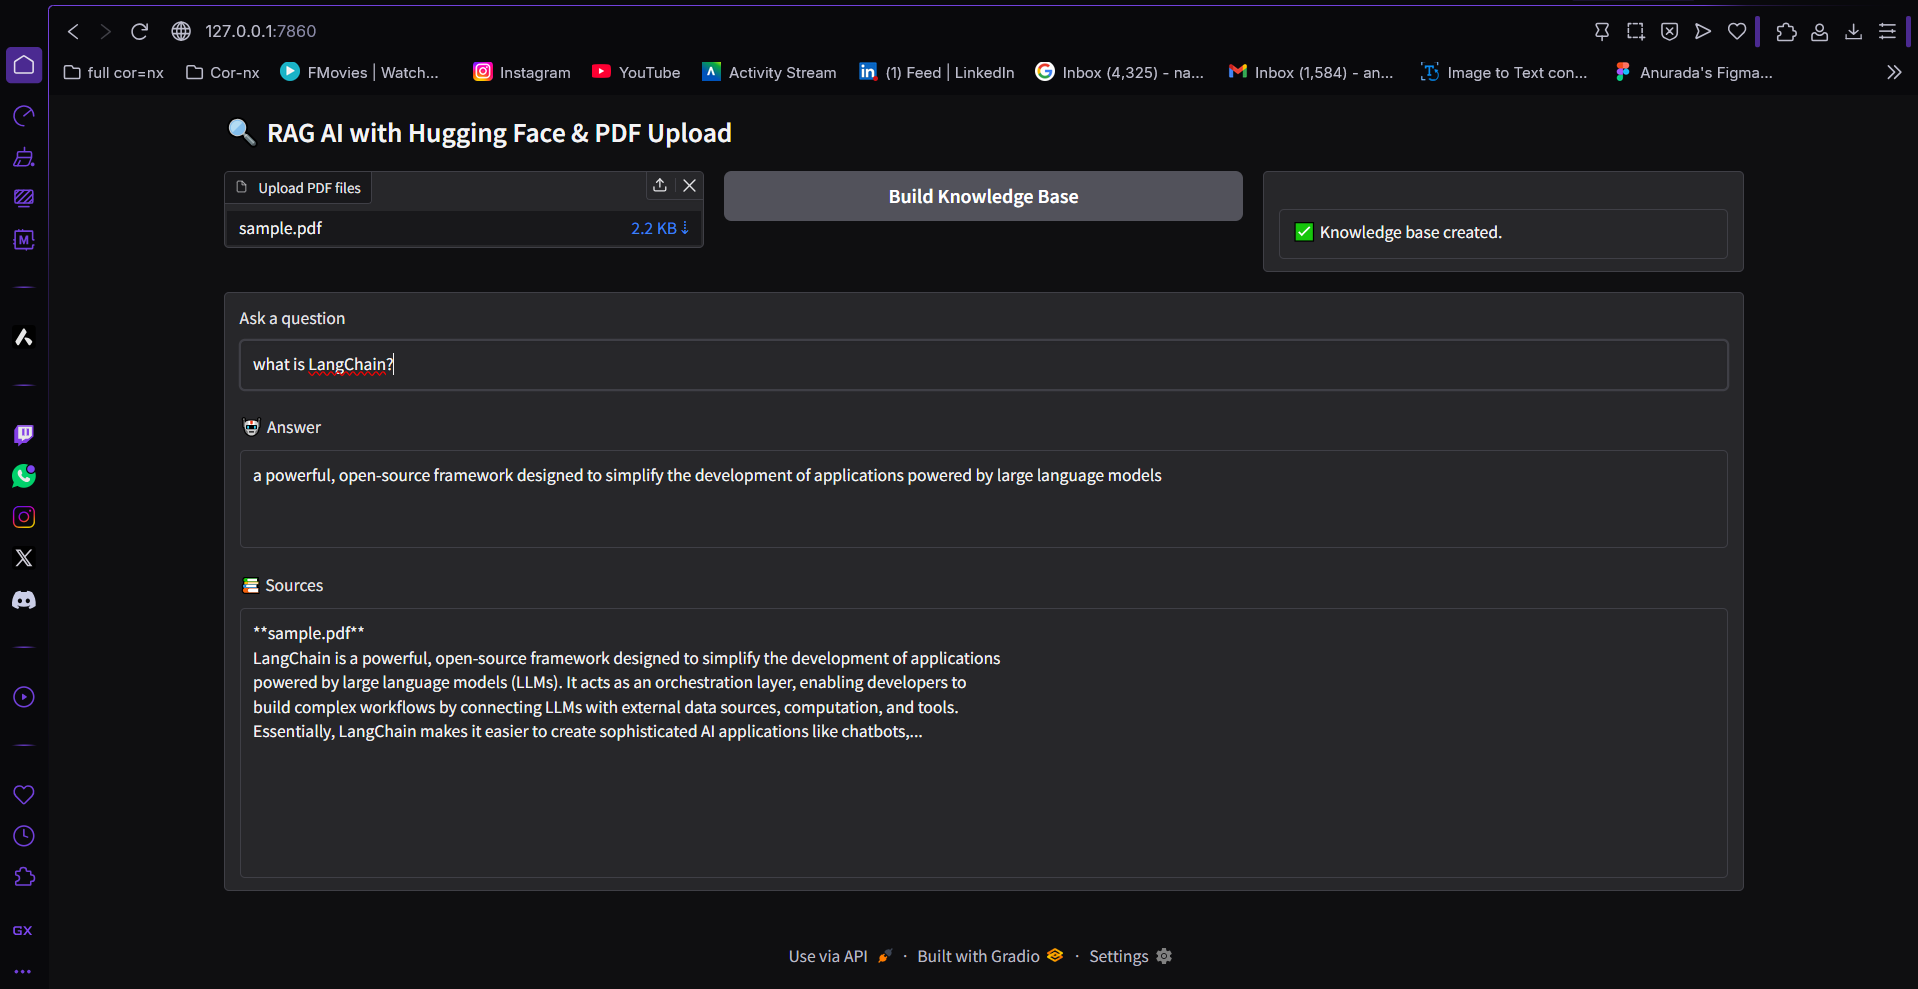 127.0.0.1:7860
full cor=nx
Cor-nx
FMovies | Watch...
Instagram
YouTube
Activity Stream
(1) Feed | LinkedIn
Inbox (4,325) - na...
Inbox (1,584) - an...
Image to Text con...
Anurada's Figma...
RAG AI with Hugging Face & PDF Upload
Upload PDF files
sample.pdf
2.2 KB ↓
Build Knowledge Base
Knowledge base created.
Ask a question
what is LangChain?
Answer
a powerful, open-source framework designed to simplify the development of applications powered by large language models
Sources
**sample.pdf**
LangChain is a powerful, open-source framework designed to simplify the development of applications
powered by large language models (LLMs). It acts as an orchestration layer, enabling developers to
build complex workflows by connecting LLMs with external data sources, computation, and tools.
Essentially, LangChain makes it easier to create sophisticated AI applications like chatbots,...
GX
Use via API · Built with Gradio · Settings